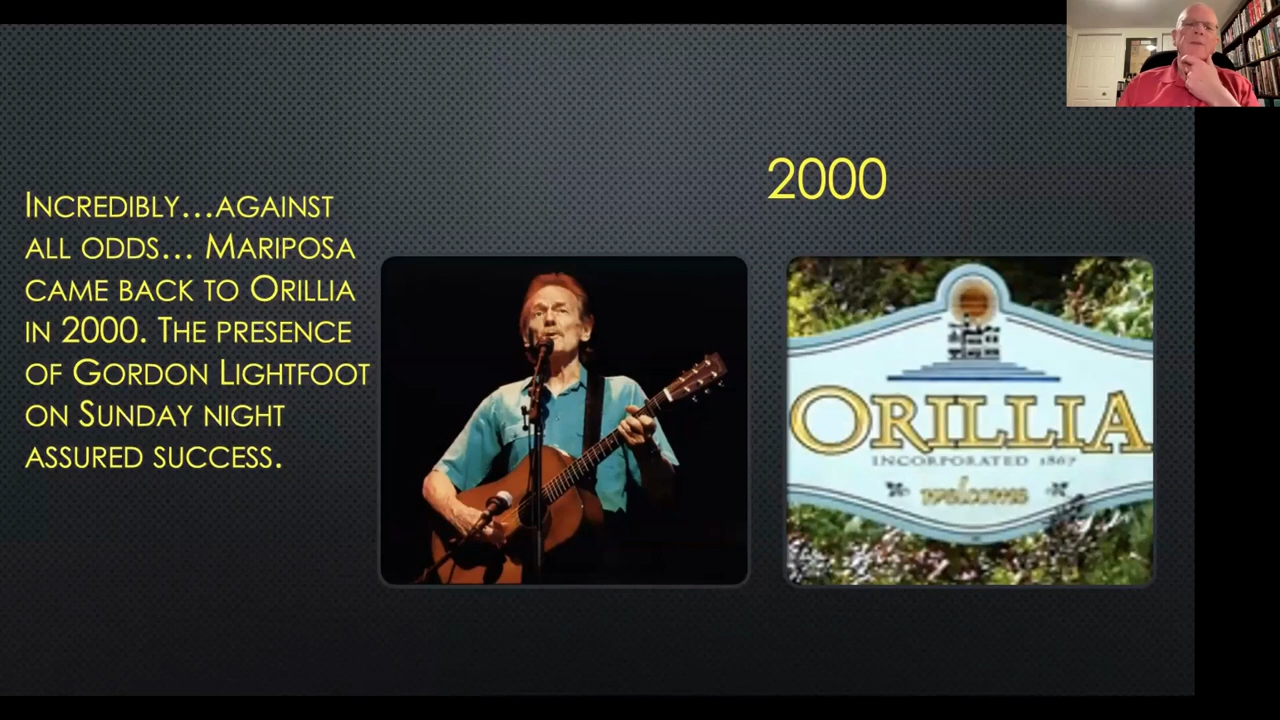 2000
INCREDIBLY...AGAINST
ALL ODDS... MARIPOSA
CAME BACK TO ORILLIA
IN 2000. THE PRESENCE
OF GORDON LIGHTFOOT
ON SUNDAY NIGHT
ASSURED SUCCESS.
ORILLIA
INCORPORATED 1867
welcomes